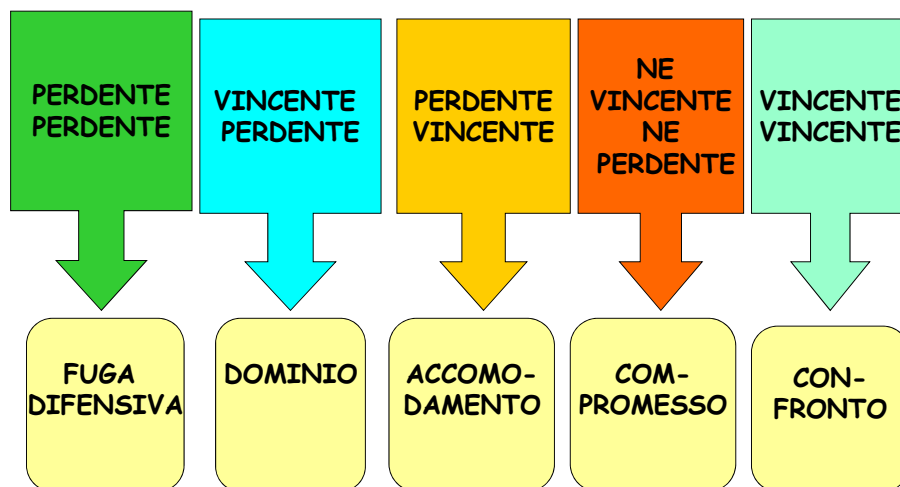 PERDENTE
PERDENTE
VINCENTE
PERDENTE
PERDENTE
VINCENTE
NE
VINCENTE
NE
PERDENTE
VINCENTE
VINCENTE
FUGA
DIFENSIVA
DOMINIO
ACCOMO-
DAMENTO
COM-
PROMESSO
CON-
FRONTO